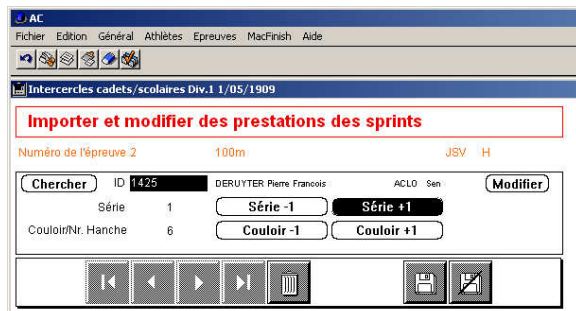 AC
Fichier Edition Général Athlètes Epreuves MacFinish Aide
Intercercles cadets/scolaires Div.1 1/05/1909
Importer et modifier des prestations des sprints
Numéro de l'épreuve 2 100m JSV H
Chercher ID 1425 DERUYTER Pierre Francois ACLO Sen Modifier
Série 1 Série -1 Série +1
Couloir/Nr. Hanche 6 Couloir -1 Couloir +1